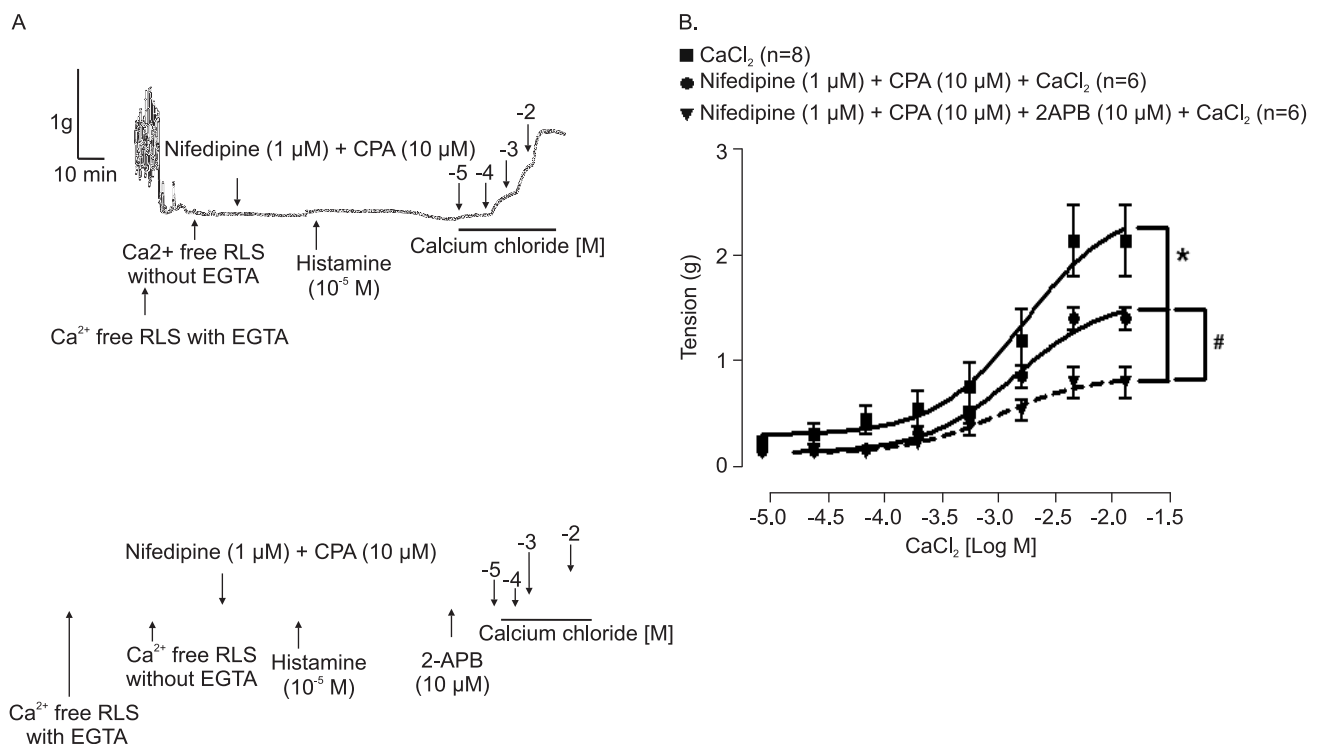 A
1g
10 min
Nifedipine (1 µM) + CPA (10 µM)
-5
-4
-3
-2
Ca2+ free RLS
without EGTA
Histamine
(10⁻⁵ M)
Calcium chloride [M]
Ca²⁺ free RLS with EGTA
Nifedipine (1 µM) + CPA (10 µM)
-5
-4
-3
-2
Calcium chloride [M]
Ca²⁺ free RLS
without EGTA
Histamine
(10⁻⁵ M)
2-APB
(10 µM)
Ca²⁺ free RLS
with EGTA
B.
CaCl₂ (n=8)
Nifedipine (1 µM) + CPA (10 µM) + CaCl₂ (n=6)
Nifedipine (1 µM) + CPA (10 µM) + 2APB (10 µM) + CaCl₂ (n=6)
3
2
1
0
Tension (g)
*
#
-5.0 -4.5 -4.0 -3.5 -3.0 -2.5 -2.0 -1.5
CaCl₂ [Log M]